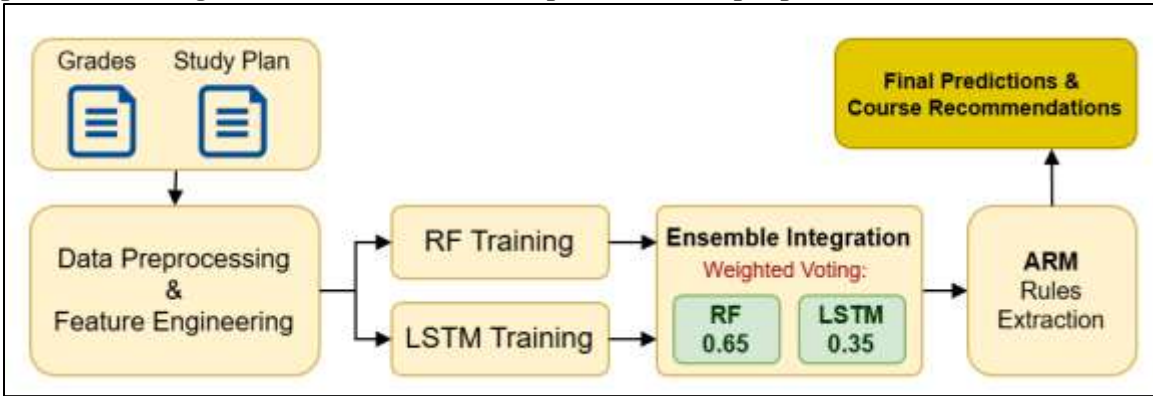 Grades Study Plan
Data Preprocessing
&
Feature Engineering
RF Training
LSTM Training
Ensemble Integration
Weighted Voting:
RF
0.65
LSTM
0.35
ARM
Rules
Extraction
Final Predictions &
Course Recommendations